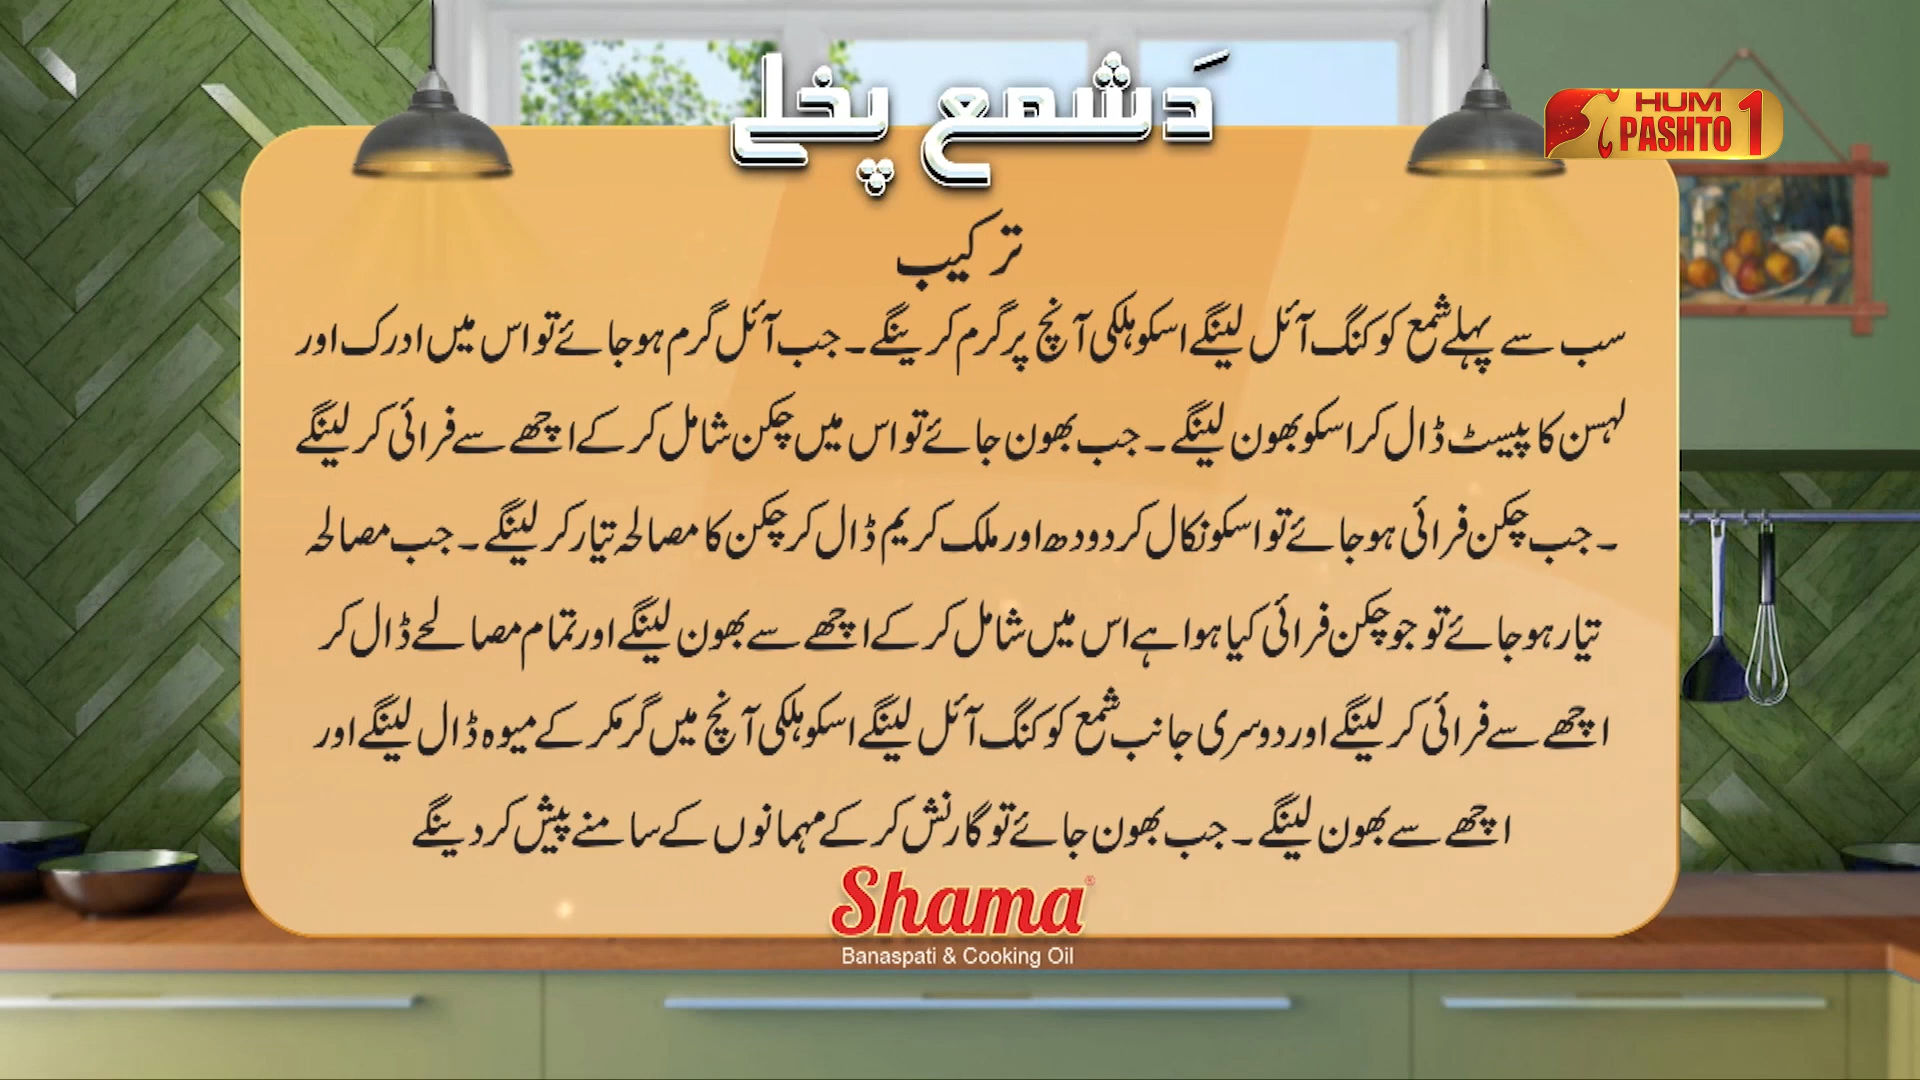 دَشمع پخلے
HUM
PASHTO 1
ترکیب
سب سے پہلے شمع کوکنگ آئل لینگے اسکو ہلکی آنچ پر گرم کرینگے ۔ جب آئل گرم ہو جائے تو اس میں ادرک اور
لہسن کا پیسٹ ڈال کر اسکو بھون لینگے ۔ جب بھون جائے تو اس میں چکن شامل کر کے اچھے سے فرائی کر لینگے
۔ جب چکن فرائی ہو جائے تو اسکو نکال کر دودھ اور ملک کریم ڈال کر چکن کا مصالحہ تیار کر لینگے ۔ جب مصالحہ
تیار ہو جائے تو جو چکن فرائی کیا ہوا ہے اس میں شامل کر کے اچھے سے بھون لینگے اور تمام مصالحے ڈال کر
اچھے سے فرائی کر لینگے اور دوسری جانب شمع کوکنگ آئل لینگے اسکو ہلکی آنچ میں گرمکر کے میوہ ڈال لینگے اور
اچھے سے بھون لینگے ۔ جب بھون جائے تو گارنش کر کے مہمانوں کے سامنے پیش کر دینگے
Shama®
Banaspati & Cooking Oil